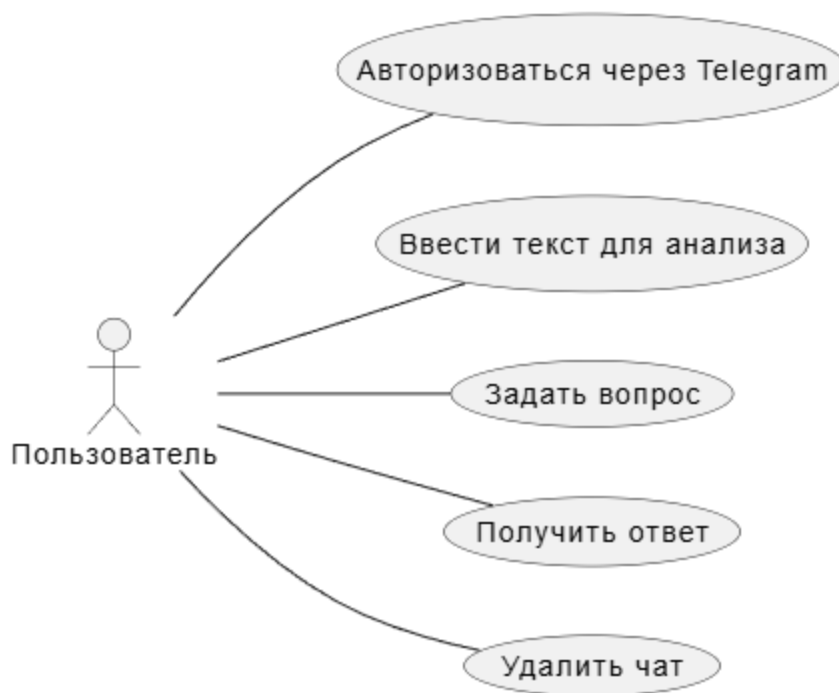 Авторизоваться через Telegram
Ввести текст для анализа
Задать вопрос
Пользователь
Получить ответ
Удалить чат